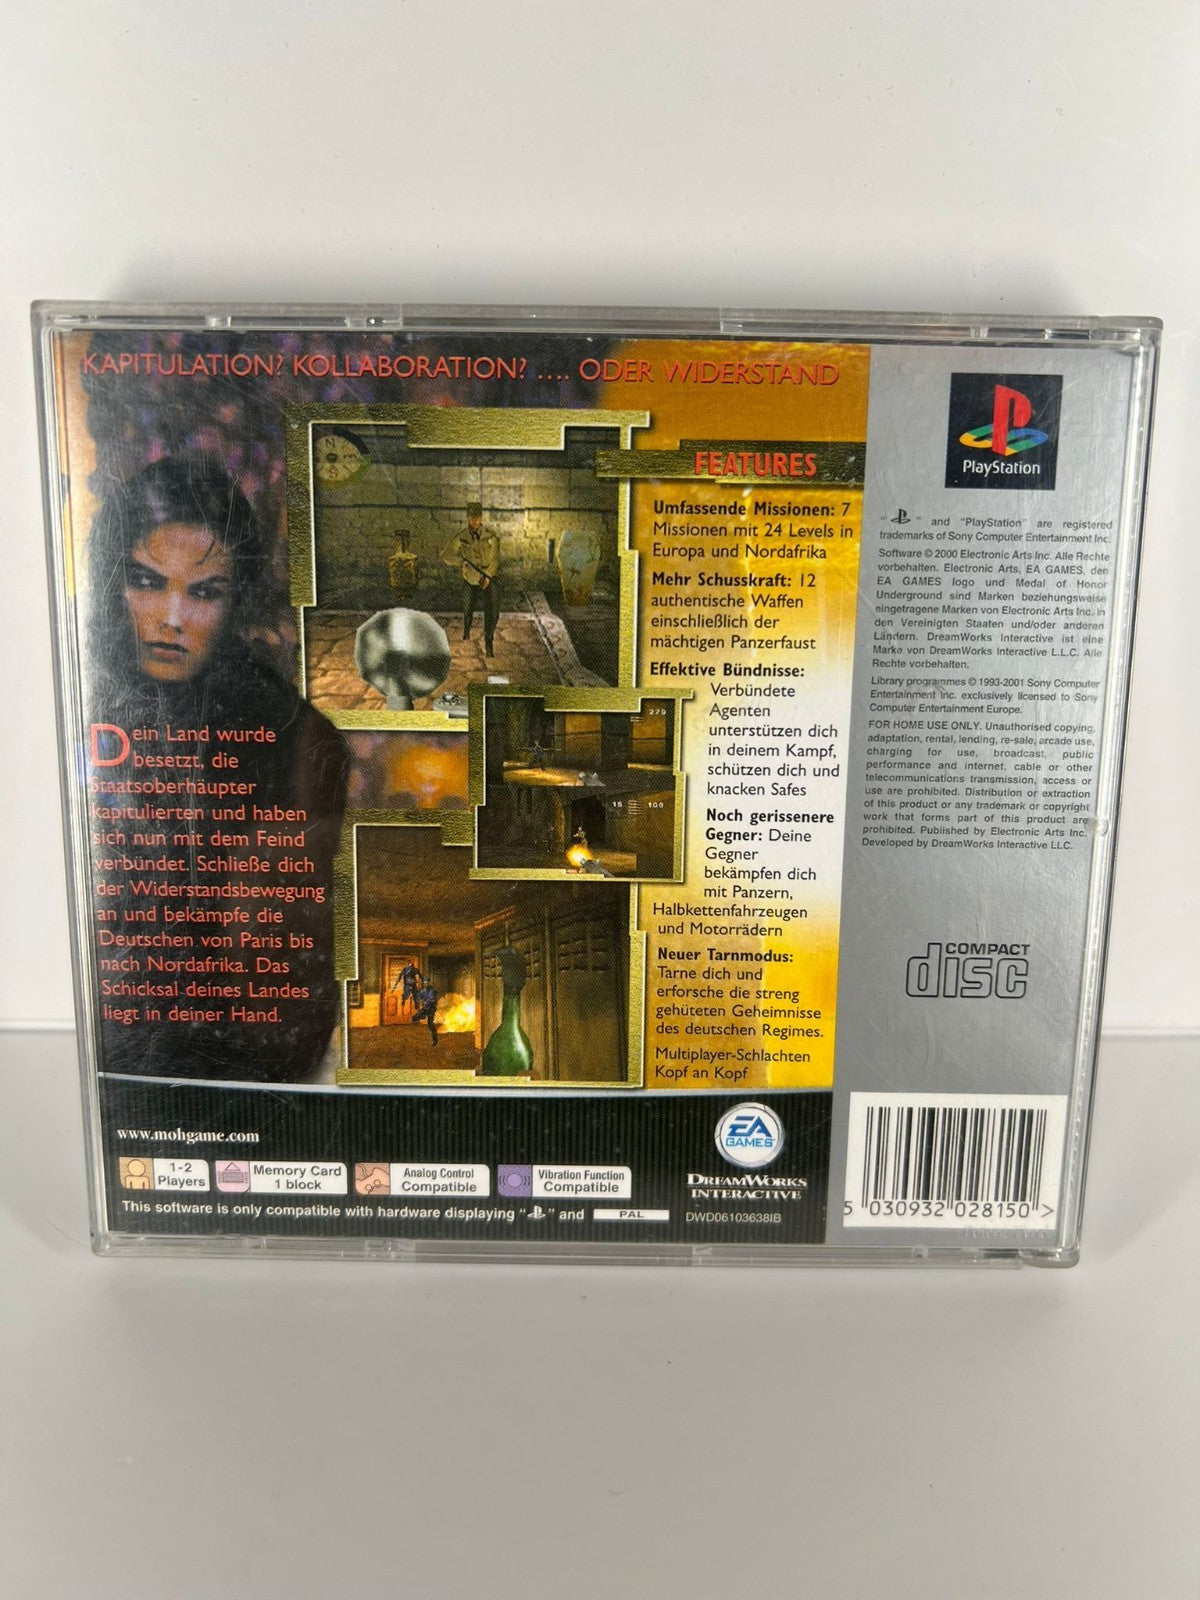 KAPITULATION? KOLLABORATION? .... ODER WIDERSTAND
Dein Land wurde
besetzt, die
Staatsoberhäupter
kapitulierten und haben
sich nun mit dem Feind
verbündet. Schließe dich
der Widerstandsbewegung
an und bekämpfe die
Deutschen von Paris bis
nach Nordafrika. Das
Schicksal deines Landes
liegt in deiner Hand.
N
279
15 108
FEATURES
Umfassende Missionen: 7
Missionen mit 24 Levels in
Europa und Nordafrika
Mehr Schusskraft: 12
authentische Waffen
einschließlich der
mächtigen Panzerfaust
Effektive Bündnisse:
Verbündete
Agenten
unterstützen dich
in deinem Kampf,
schützen dich und
knacken Safes
Noch gerissenere
Gegner: Deine
Gegner
bekämpfen dich
mit Panzern,
Halbkettenfahrzeugen
und Motorrädern
Neuer Tarnmodus:
Tarne dich und
erforsche die streng
gehüteten Geheimnisse
des deutschen Regimes.
Multiplayer-Schlachten
Kopf an Kopf
PlayStation
" " and "PlayStation" are registered
trademarks of Sony Computer Entertainment Inc.
Software © 2000 Electronic Arts Inc. Alle Rechte
vorbehalten. Electronic Arts, EA GAMES, das
EA GAMES logo und Medal of Honor
Underground sind Marken beziehungsweise
eingetragene Marken von Electronic Arts Inc. in
den Vereinigten Staaten und/oder anderen
Ländern. DreamWorks Interactive ist eine
Marke von DreamWorks Interactive L.L.C. Alle
Rechte vorbehalten.
Library programmes © 1993-2001 Sony Computer
Entertainment Inc. exclusively licensed to Sony
Computer Entertainment Europe.
FOR HOME USE ONLY. Unauthorised copying,
adaptation, rental, lending, re-sale, arcade use,
charging for use, broadcast, public
performance and internet, cable or other
telecommunications transmission, access or
use are prohibited. Distribution or extraction
of this product or any trademark or copyright
work that forms part of this product are
prohibited. Published by Electronic Arts Inc.
Developed by DreamWorks Interactive LLC.
COMPACT
disc
www.mohgame.com
1-2
Players
Memory Card
1 block
Analog Control
Compatible
Vibration Function
Compatible
This software is only compatible with hardware displaying " " and PAL
EA
GAMES
DREAMWORKS
INTERACTIVE
DWD06103638IB
5 030932 028150 >